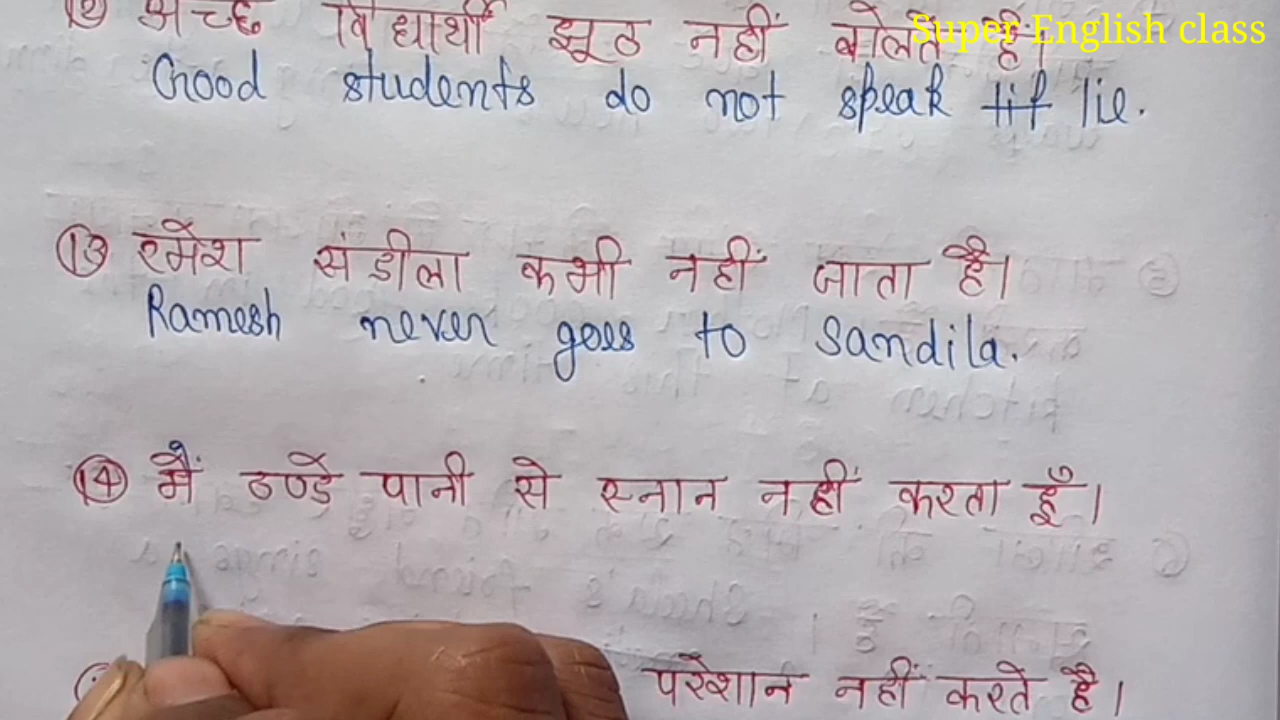 अच्छे विद्यार्थी झूठ नहीं बोलते हैं।
Super English class
Good students do not speak lie.
(13) रमेश संडीला कभी नहीं जाता है।
Ramesh never goes to Sandila.
(14) मैं ठण्डे पानी से स्नान नहीं करता हूँ।
परेशान नहीं करते है।